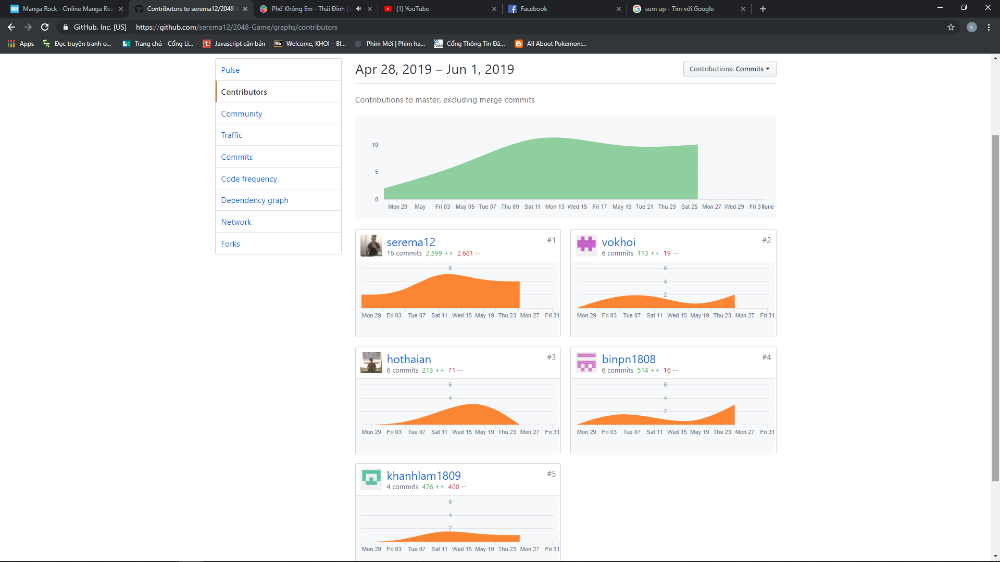 Manga Rock - Online Manga Rea
Contributors to serema12/2048-
Phố Không Em - Thái Đinh |
(1) YouTube
Facebook
sum up - Tìm với Google
GitHub, Inc. [US] | https://github.com/serema12/2048-Game/graphs/contributors
k
Apps
Đọc truyện tranh o...
Trang chủ - Cổng Li...
Javascript căn bản
Welcome, KHOI – Bl...
Phim Mới | Phim ha...
Cổng Thông Tin Đà...
All About Pokemon:...
Pulse
Contributors
Community
Traffic
Commits
Code frequency
Dependency graph
Network
Forks
Apr 28, 2019 – Jun 1, 2019
Contributions: Commits
Contributions to master, excluding merge commits
10
5
0
Mon 29 May Fri 03 May 05 Tue 07 Thu 09 Sat 11 Mon 13 Wed 15 Fri 17 May 19 Tue 21 Thu 23 Sat 25 Mon 27 Wed 29 Fri 31 June
serema12 #1
18 commits 2,599 ++ 2,681 --
6
Mon 29 Fri 03 Tue 07 Sat 11 Wed 15 May 19 Thu 23 Mon 27 Fri 31
vokhoi #2
6 commits 113 ++ 19 --
6
4
2
Mon 29 Fri 03 Tue 07 Sat 11 Wed 15 May 19 Thu 23 Mon 27 Fri 31
hothaian #3
6 commits 213 ++ 71 --
6
4
Mon 29 Fri 03 Tue 07 Sat 11 Wed 15 May 19 Thu 23 Mon 27 Fri 31
binpn1808 #4
6 commits 514 ++ 16 --
6
4
2
Mon 29 Fri 03 Tue 07 Sat 11 Wed 15 May 19 Thu 23 Mon 27 Fri 31
khanhlam1809 #5
4 commits 476 ++ 400 --
6
4
2
Mon 29 Fri 03 Tue 07 Sat 11 Wed 15 May 19 Thu 23 Mon 27 Fri 31